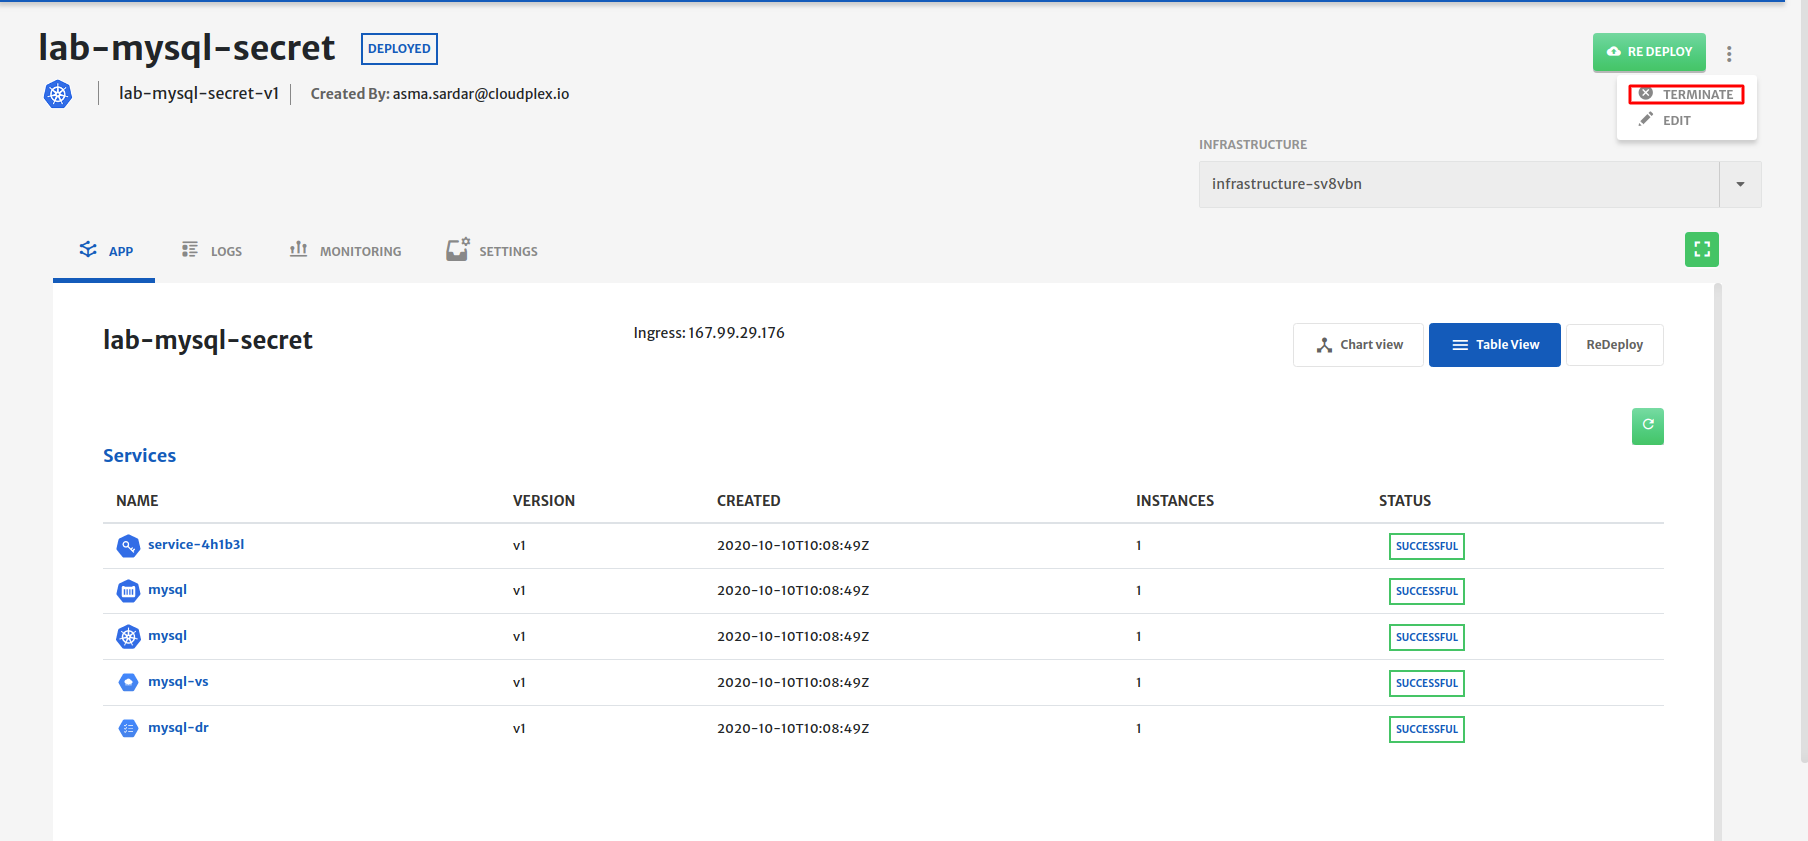 lab-mysql-secret DEPLOYED
RE DEPLOY
lab-mysql-secret-v1 Created By: asma.sardar@cloudplex.io
TERMINATE
EDIT
INFRASTRUCTURE
infrastructure-sv8vbn
APP LOGS MONITORING SETTINGS
lab-mysql-secret Ingress: 167.99.29.176 Chart view Table View ReDeploy
Services
NAME VERSION CREATED INSTANCES STATUS
service-4h1b3l v1 2020-10-10T10:08:49Z 1 SUCCESSFUL
mysql v1 2020-10-10T10:08:49Z 1 SUCCESSFUL
mysql v1 2020-10-10T10:08:49Z 1 SUCCESSFUL
mysql-vs v1 2020-10-10T10:08:49Z 1 SUCCESSFUL
mysql-dr v1 2020-10-10T10:08:49Z 1 SUCCESSFUL